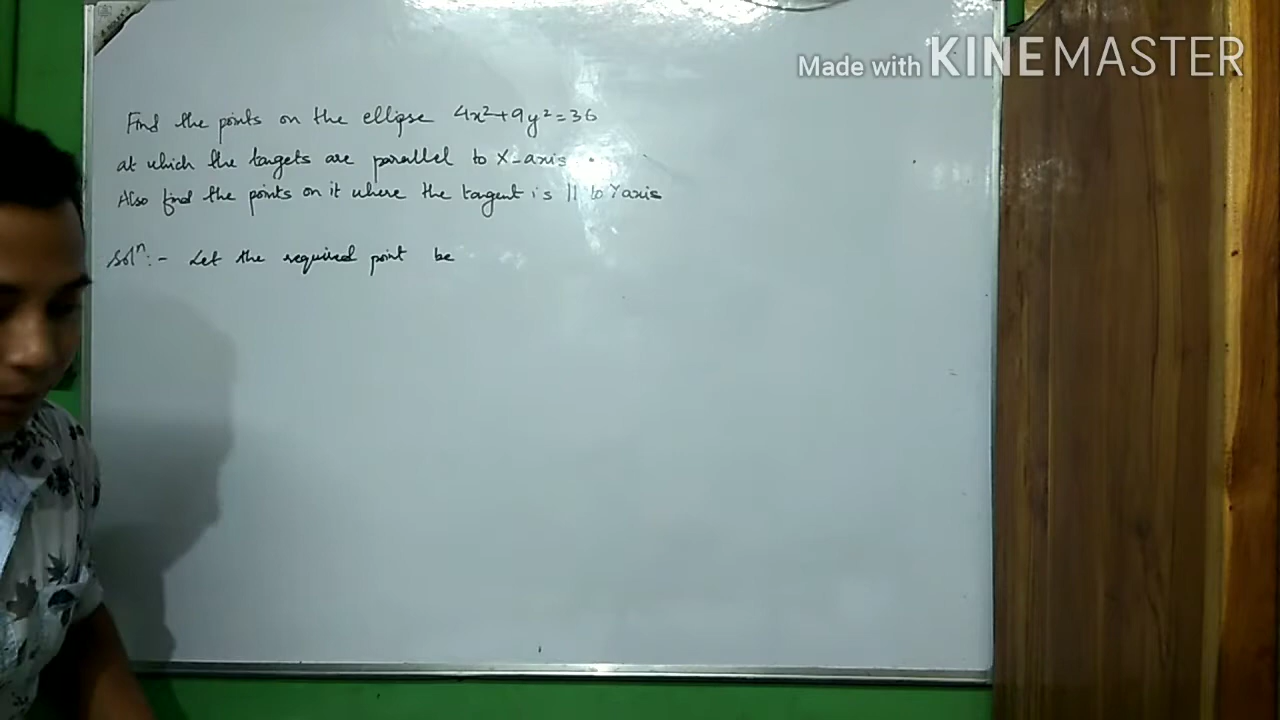 Made with KINEMASTER
Find the points on the ellipse 4x²+9y²=36
at which the tangets are parallel to X-axis.
Also find the points on it where the tangent is || to Y axis
Solⁿ:- Let the required point be